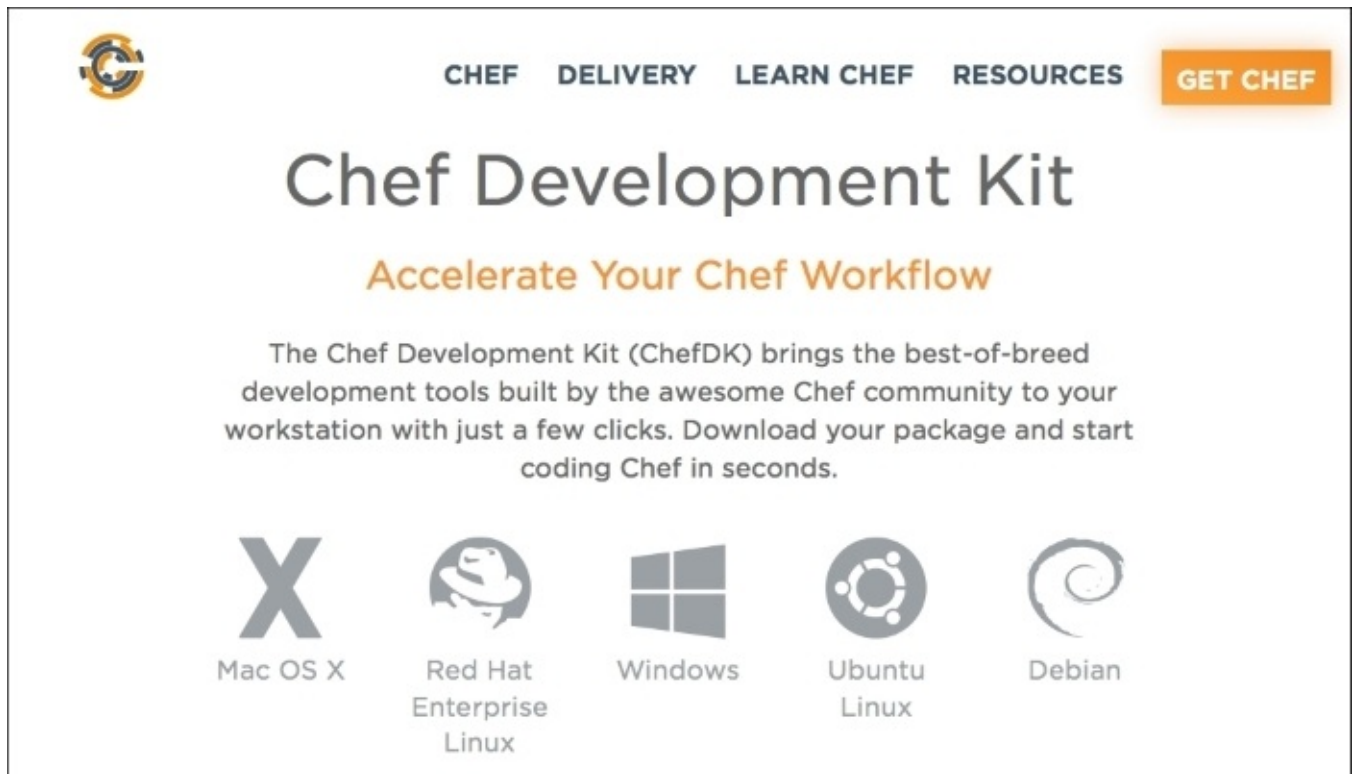 CHEF DELIVERY LEARN CHEF RESOURCES GET CHEF
Chef Development Kit
Accelerate Your Chef Workflow
The Chef Development Kit (ChefDK) brings the best-of-breed
development tools built by the awesome Chef community to your
workstation with just a few clicks. Download your package and start
coding Chef in seconds.
Mac OS X
Red Hat
Enterprise
Linux
Windows
Ubuntu
Linux
Debian